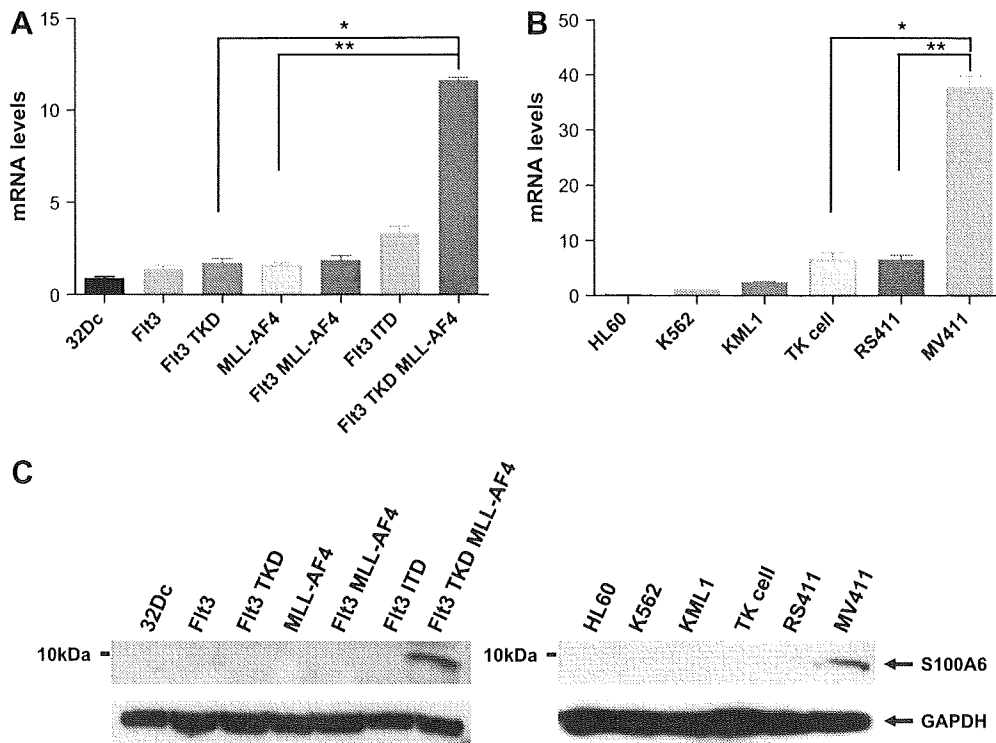 A
mRNA levels
15
10
5
0
*
**
32Dc
Flt3
Flt3 TKD
MLL-AF4
Flt3 MLL-AF4
Flt3 ITD
Flt3 TKD MLL-AF4
B
mRNA levels
50
40
30
20
10
0
*
**
HL60
K562
KML1
TK cell
RS411
MV411
C
32Dc
Flt3
Flt3 TKD
MLL-AF4
Flt3 MLL-AF4
Flt3 ITD
Flt3 TKD MLL-AF4
HL60
K562
KML1
TK cell
RS411
MV411
10kDa
10kDa
S100A6
GAPDH